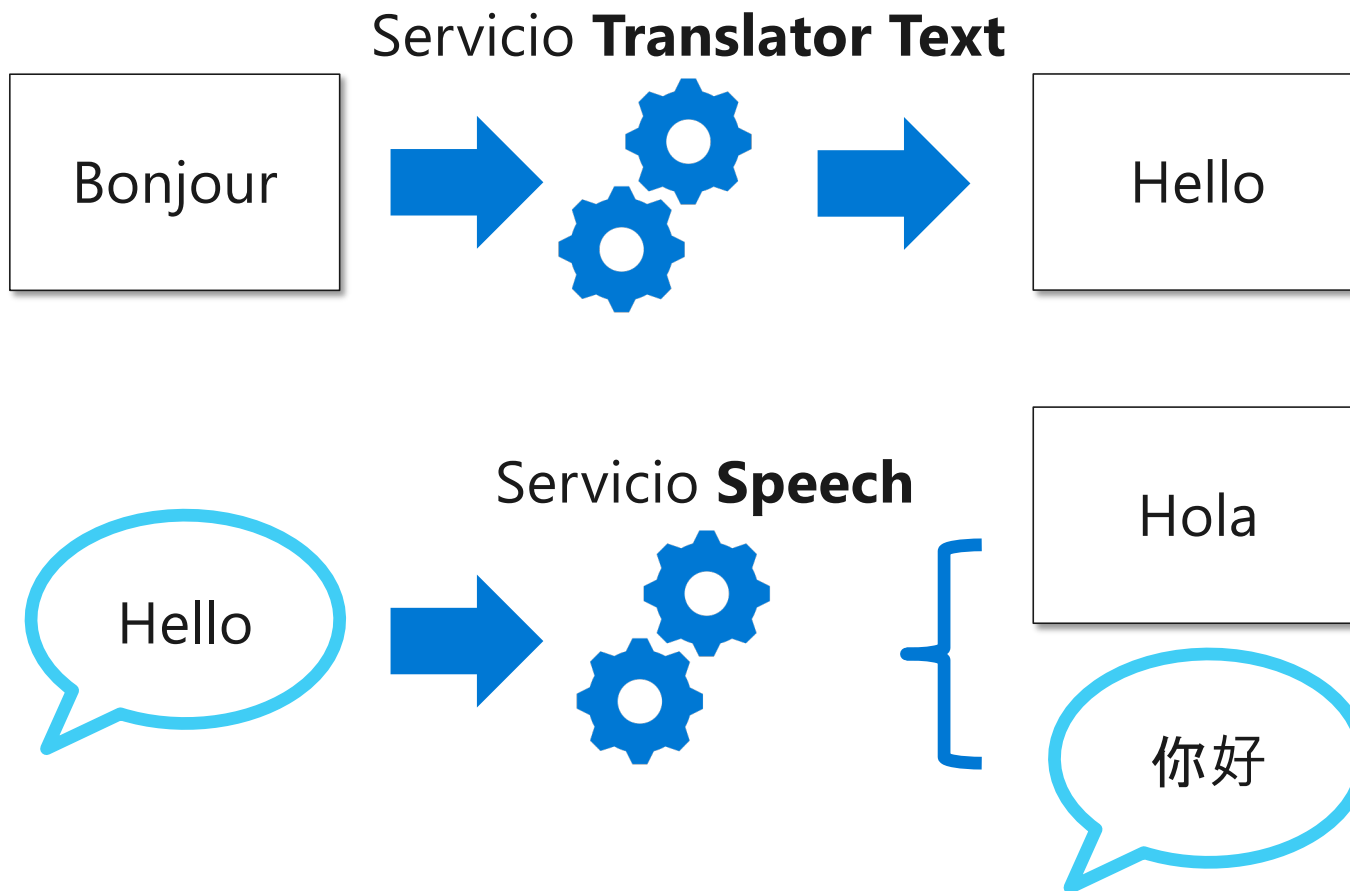 Servicio Translator Text
Bonjour
Hello
Servicio Speech
Hello
Hola
你好